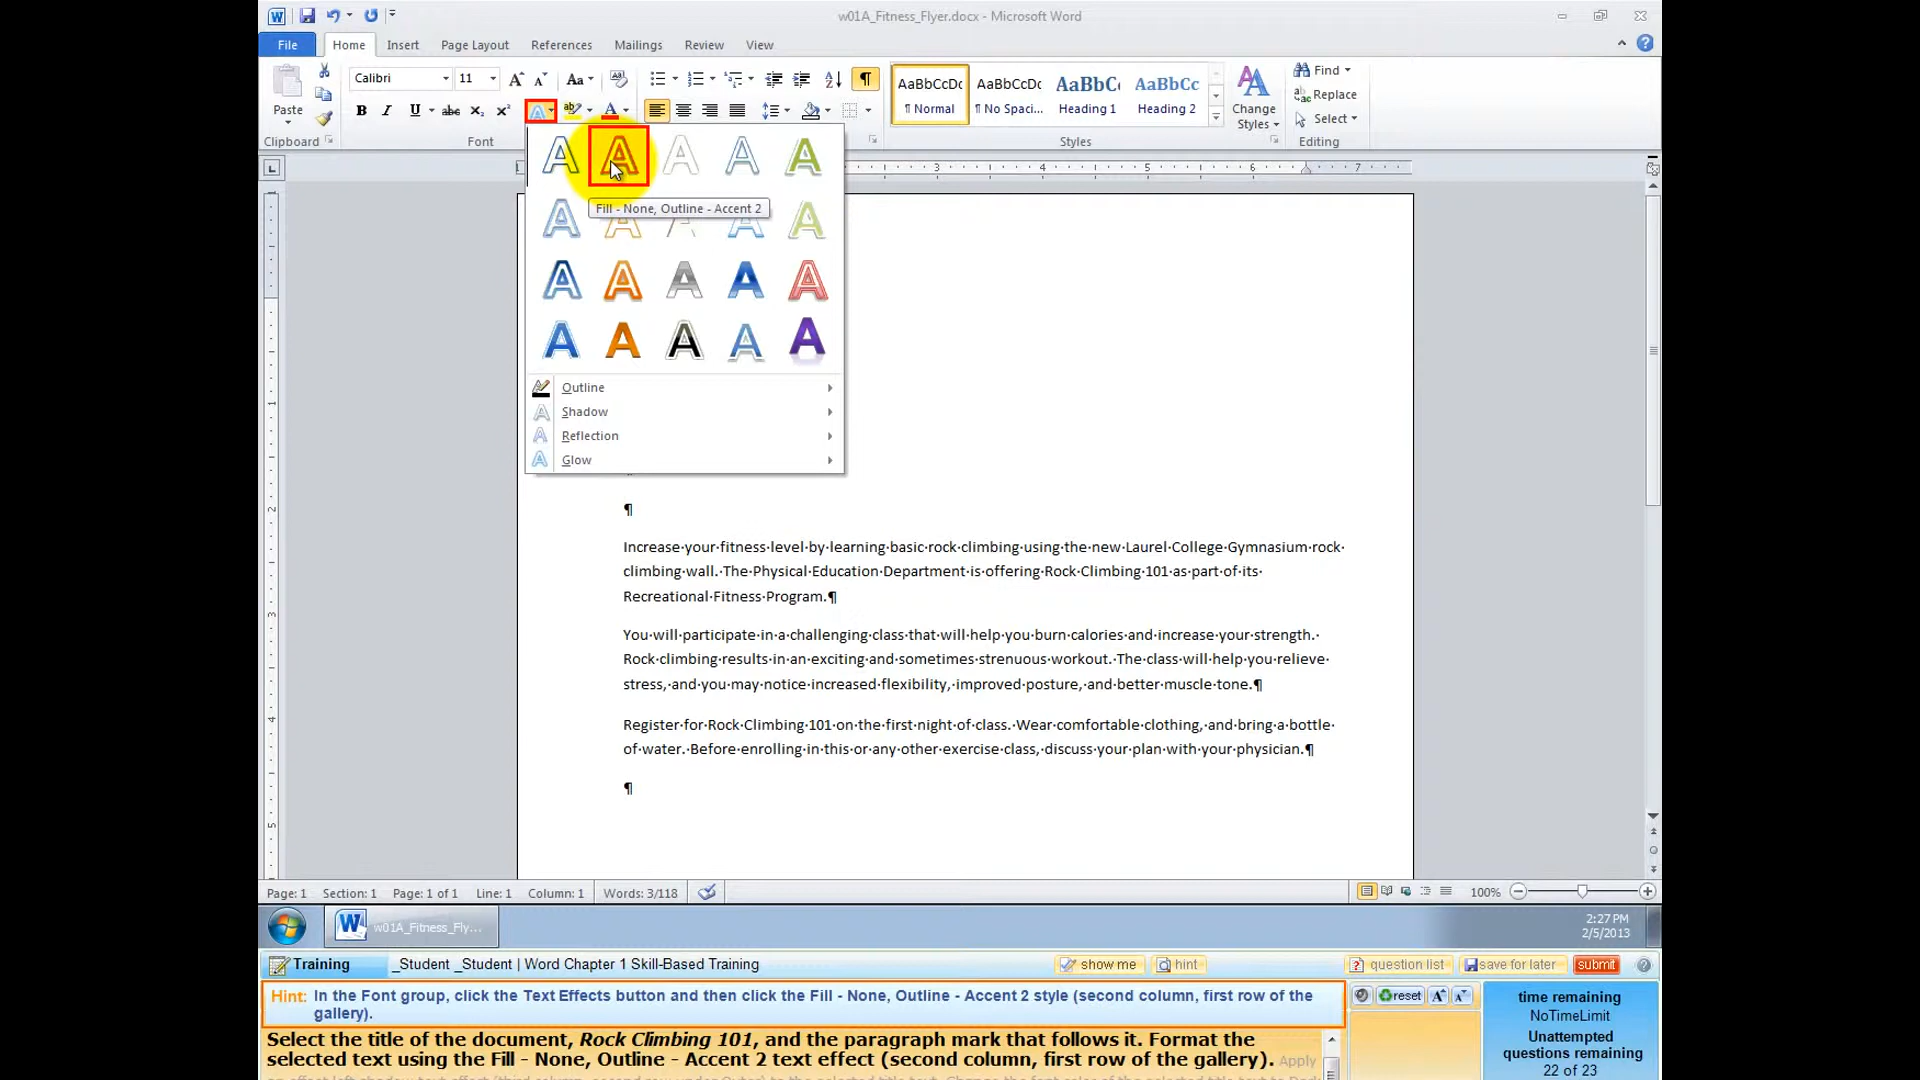 w01A_Fitness_Flyer.docx - Microsoft Word
File Home Insert Page Layout References Mailings Review View
Calibri 11 Aa
AaBbCcDc AaBbCcDc AaBbC AaBbCc
¶ Normal ¶ No Spaci... Heading 1 Heading 2
Change Styles
Find
Replace
Select
Paste
B I U abc X₂ X² A ab A
Clipboard Font Styles Editing
3 4 5 6 7
Fill - None, Outline - Accent 2
Outline
Shadow
Reflection
Glow
¶
Increase·your·fitness·level·by·learning·basic·rock·climbing·using·the·new·Laurel·College·Gymnasium·rock·
climbing·wall.·The·Physical·Education·Department·is·offering·Rock·Climbing·101·as·part·of·its·
Recreational·Fitness·Program.¶
You·will·participate·in·a·challenging·class·that·will·help·you·burn·calories·and·increase·your·strength.·
Rock·climbing·results·in·an·exciting·and·sometimes·strenuous·workout.·The·class·will·help·you·relieve·
stress,·and·you·may·notice·increased·flexibility,·improved·posture,·and·better·muscle·tone.¶
Register·for·Rock·Climbing·101·on·the·first·night·of·class.·Wear·comfortable·clothing,·and·bring·a·bottle·
of·water.·Before·enrolling·in·this·or·any·other·exercise·class,·discuss·your·plan·with·your·physician.¶
¶
Page: 1 Section: 1 Page: 1 of 1 Line: 1 Column: 1 Words: 3/118 100%
w01A_Fitness_Fly...
2:27 PM
2/5/2013
Training _Student _Student | Word Chapter 1 Skill-Based Training show me hint question list save for later submit
Hint: In the Font group, click the Text Effects button and then click the Fill - None, Outline - Accent 2 style (second column, first row of the
gallery).
reset
time remaining
NoTimeLimit
Unattempted
questions remaining
22 of 23
Select the title of the document, Rock Climbing 101, and the paragraph mark that follows it. Format the
selected text using the Fill - None, Outline - Accent 2 text effect (second column, first row of the gallery). Apply